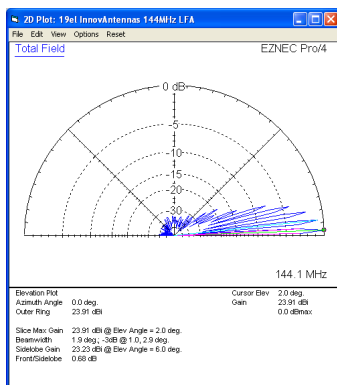 2D Plot: 19el InnovAntennas 144MHz LFA
File Edit View Options Reset
Total Field EZNEC Pro/4
0 dB
-5
-10
-15
-20
-30
144.1 MHz
Elevation Plot Cursor Elev 2.0 deg.
Azimuth Angle 0.0 deg. Gain 23.91 dBi
Outer Ring 23.91 dBi 0.0 dBmax
Slice Max Gain 23.91 dBi @ Elev Angle = 2.0 deg.
Beamwidth 1.9 deg.; -3dB @ 1.0, 2.9 deg.
Sidelobe Gain 23.23 dBi @ Elev Angle = 6.0 deg.
Front/Sidelobe 0.68 dB